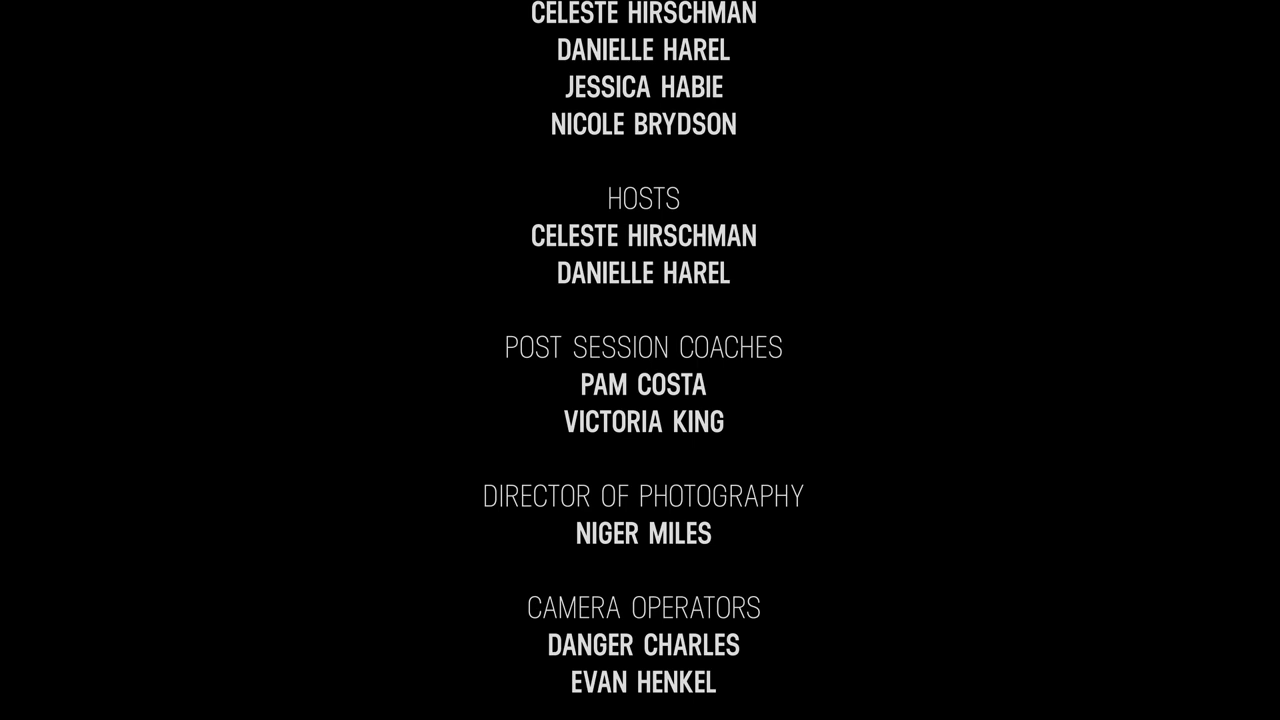 CELESTE HIRSCHMAN
DANIELLE HAREL
JESSICA HABIE
NICOLE BRYDSON
HOSTS
CELESTE HIRSCHMAN
DANIELLE HAREL
POST SESSION COACHES
PAM COSTA
VICTORIA KING
DIRECTOR OF PHOTOGRAPHY
NIGER MILES
CAMERA OPERATORS
DANGER CHARLES
EVAN HENKEL